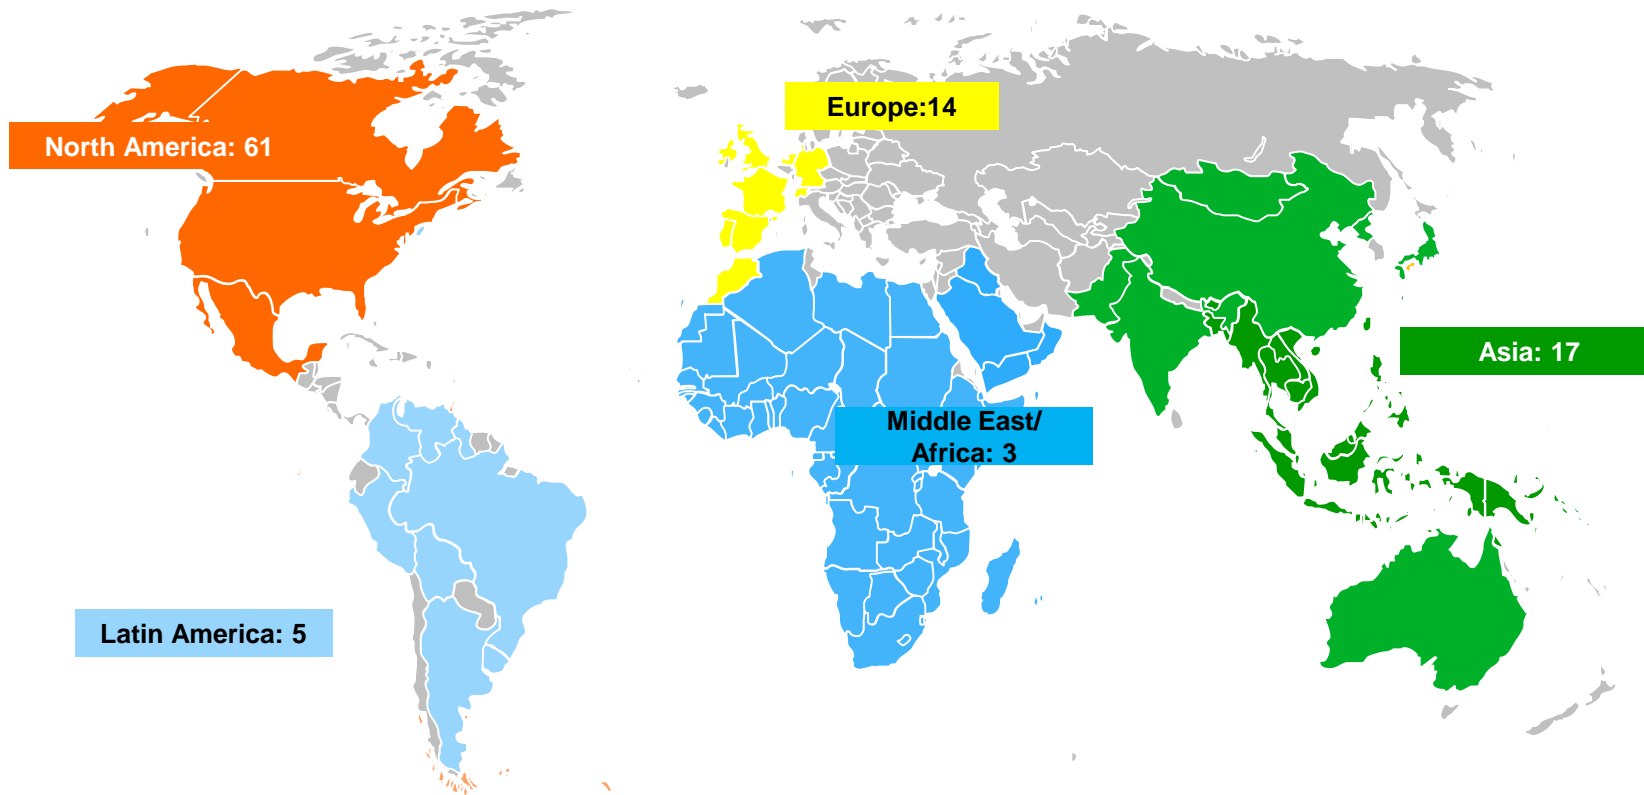 Europe:14
North America: 61
Asia: 17
Middle East/
Africa: 3
Latin America: 5